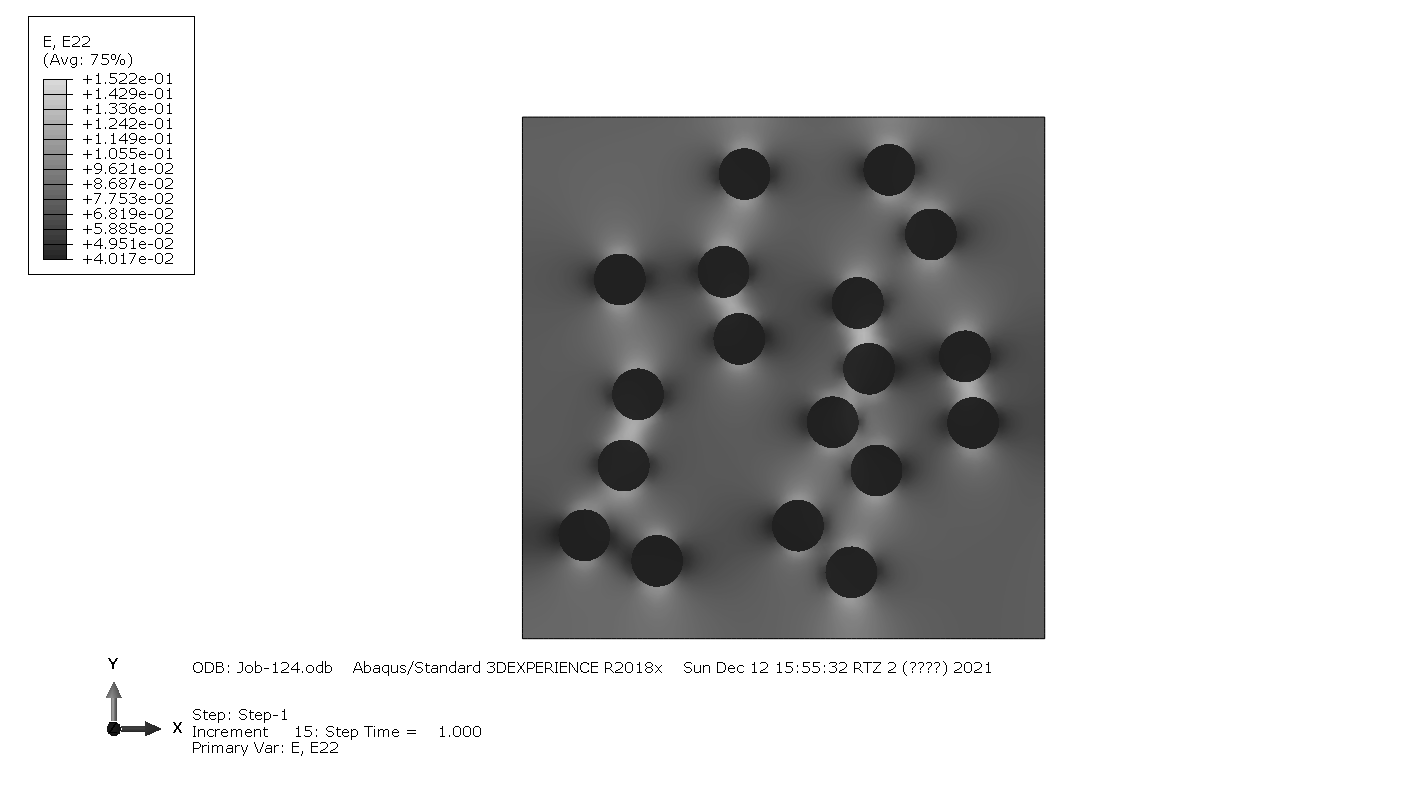 E, E22
(Avg: 75%)
+1.522e-01
+1.429e-01
+1.336e-01
+1.242e-01
+1.149e-01
+1.055e-01
+9.621e-02
+8.687e-02
+7.753e-02
+6.819e-02
+5.885e-02
+4.951e-02
+4.017e-02
Y
X
ODB: Job-124.odb    Abaqus/Standard 3DEXPERIENCE R2018x    Sun Dec 12 15:55:32 RTZ 2 (????) 2021
Step: Step-1
Increment    15: Step Time =    1.000
Primary Var: E, E22